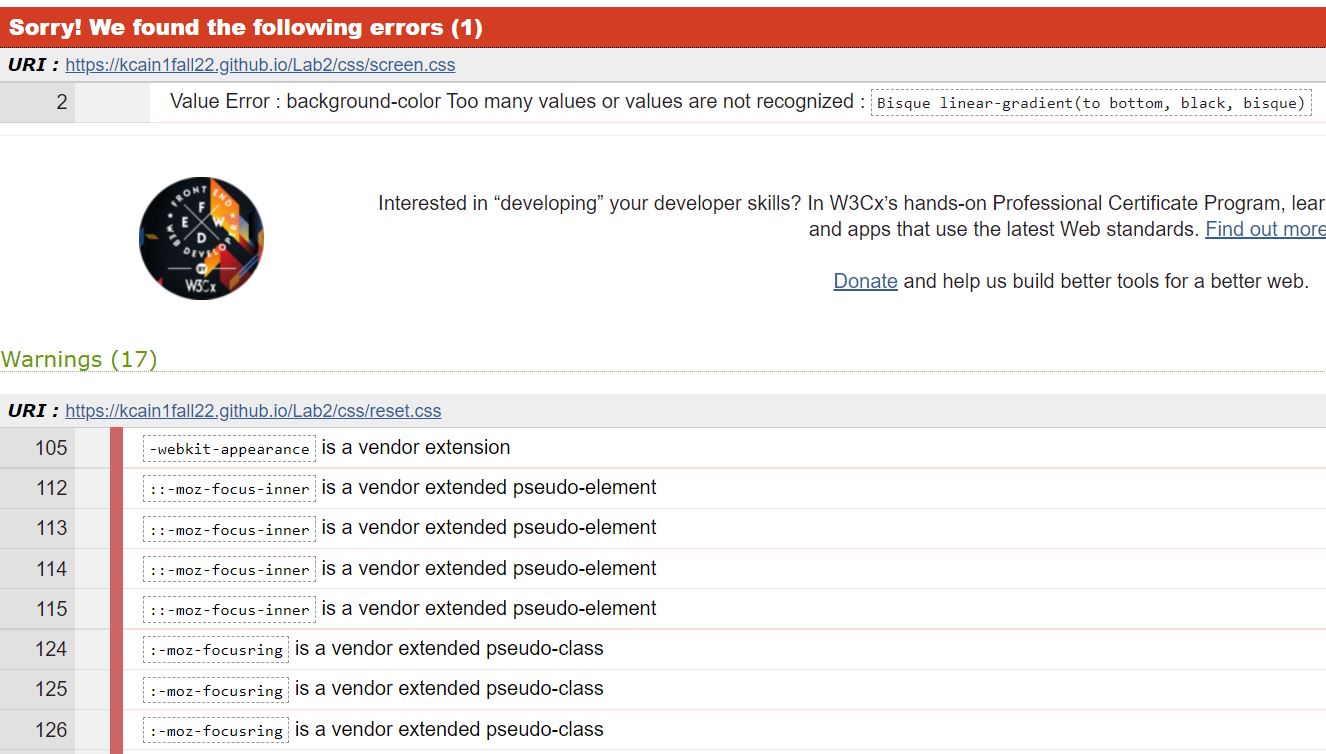 Sorry! We found the following errors (1)
URI : https://kcain1fall22.github.io/Lab2/css/screen.css
2 Value Error : background-color Too many values or values are not recognized : Bisque linear-gradient(to bottom, black, bisque)
FRONT END
F
E W
D
WEB DEVELOPER
BY
W3Cx
Interested in “developing” your developer skills? In W3Cx’s hands-on Professional Certificate Program, lear
and apps that use the latest Web standards. Find out more
Donate and help us build better tools for a better web.
Warnings (17)
URI : https://kcain1fall22.github.io/Lab2/css/reset.css
105 -webkit-appearance is a vendor extension
112 ::-moz-focus-inner is a vendor extended pseudo-element
113 ::-moz-focus-inner is a vendor extended pseudo-element
114 ::-moz-focus-inner is a vendor extended pseudo-element
115 ::-moz-focus-inner is a vendor extended pseudo-element
124 :-moz-focusring is a vendor extended pseudo-class
125 :-moz-focusring is a vendor extended pseudo-class
126 :-moz-focusring is a vendor extended pseudo-class